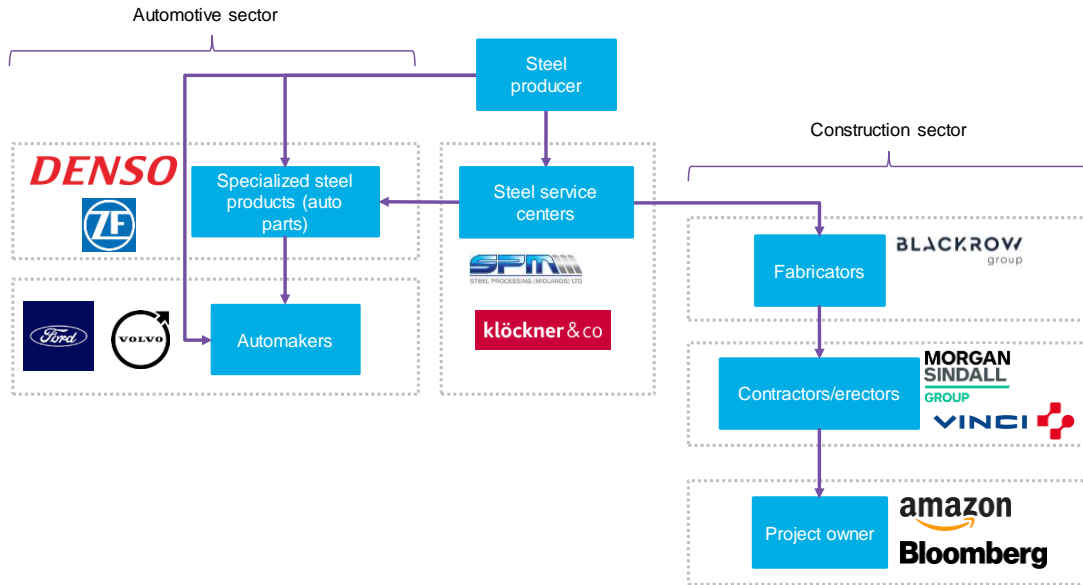 Automotive sector
Steel
producer
Construction sector
DENSO
ZF
Specialized steel
products (auto
parts)
Steel service
centers
SPM
STEEL PROCESSING (MIDLANDS) LTD
klöckner & co
Ford
VOLVO
Automakers
Fabricators
BLACKROW
group
Contractors/erectors
MORGAN
SINDALL
GROUP
VINCI
Project owner
amazon
Bloomberg